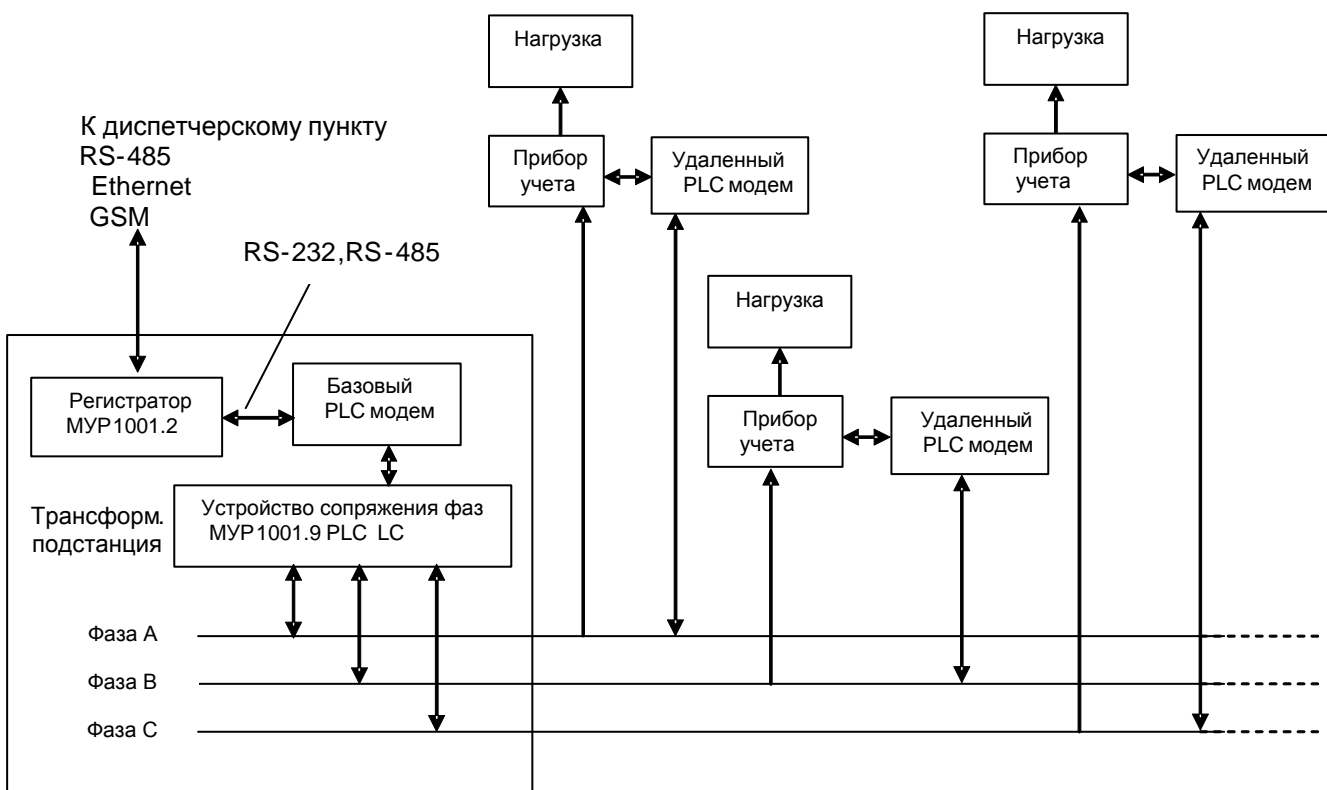 Нагрузка
Нагрузка
К диспетчерскому пункту
RS-485
Ethernet
GSM
Прибор
учета
Удаленный
PLC модем
Прибор
учета
Удаленный
PLC модем
RS-232,RS-485
Нагрузка
Регистратор
МУР1001.2
Базовый
PLC модем
Прибор
учета
Удаленный
PLC модем
Трансформ.
подстанция
Устройство сопряжения фаз
МУР1001.9 PLC LC
Фаза А
Фаза В
Фаза С